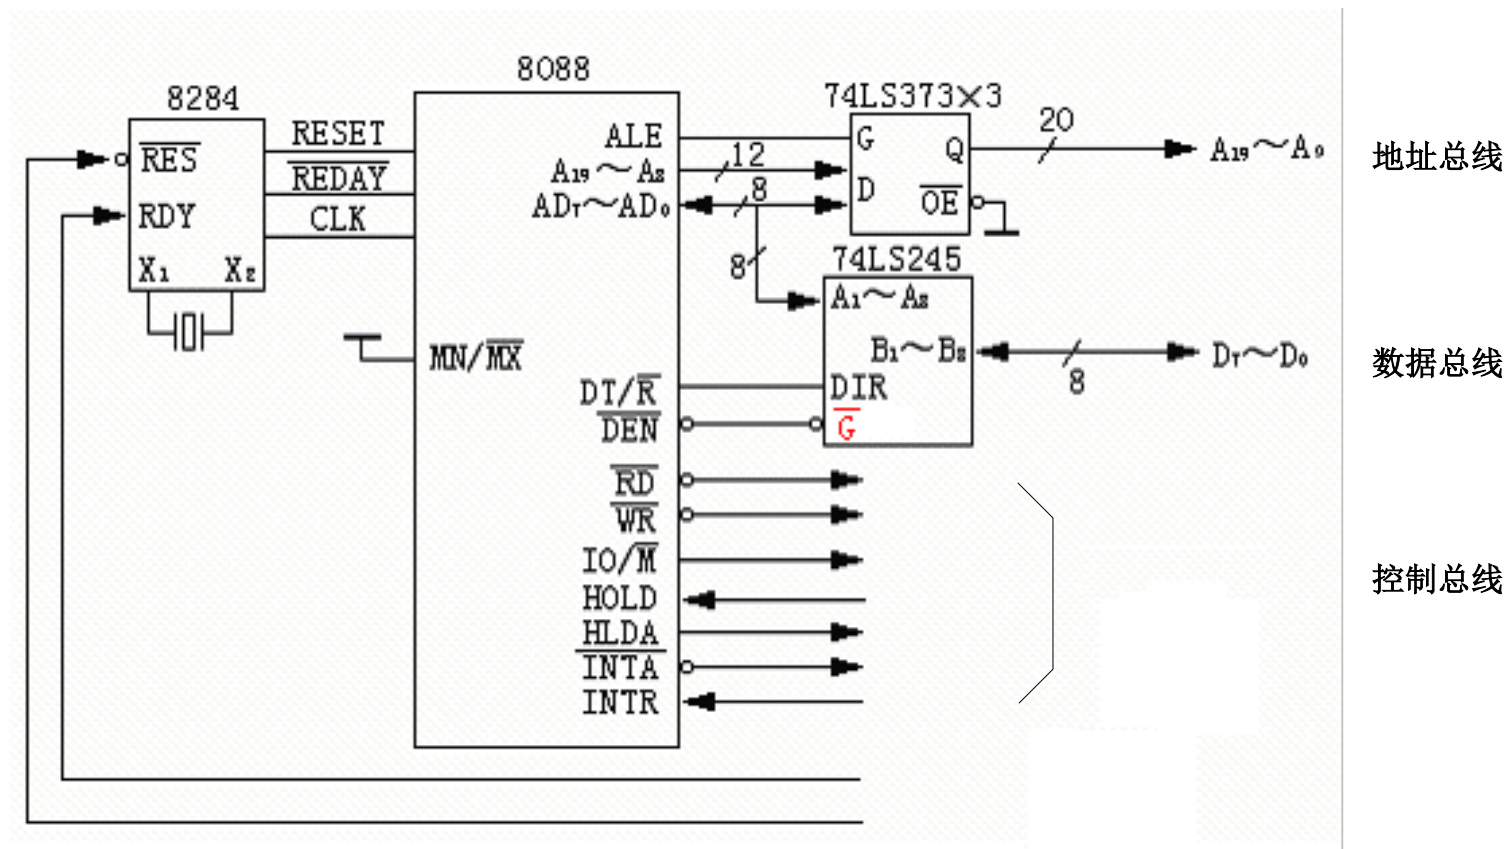 8088
8284
74LS373×3
RESET
ALE
G
20
RES
12
Q
A19～A0
地址总线
A19～A8
REDAY
8
D
OE
AD7～AD0
RDY
CLK
8
74LS245
X1
X2
A1～A8
MN/MX
B1～B8
D7～D0
数据总线
8
DT/R
DIR
DEN
G
RD
WR
IO/M
控制总线
HOLD
HLDA
INTA
INTR